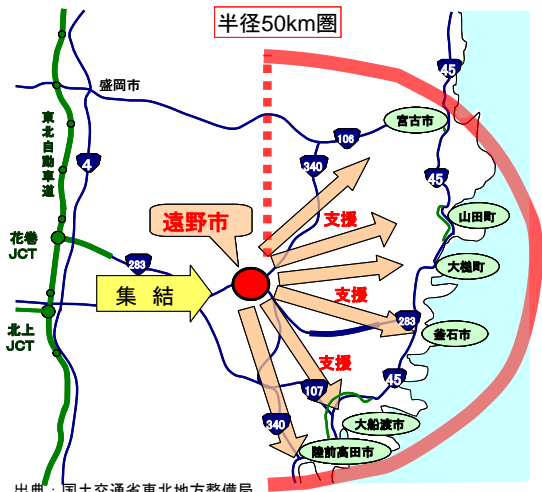 半径50km圏
45
盛岡市
宮古市
106
東北自動車道
4
340
45
支援
山田町
遠野市
花巻
JCT
283
大槌町
集 結
支援
283
釜石市
北上
JCT
支援
45
107
大船渡市
340
陸前高田市
出典:国土交通省東北地方整備局